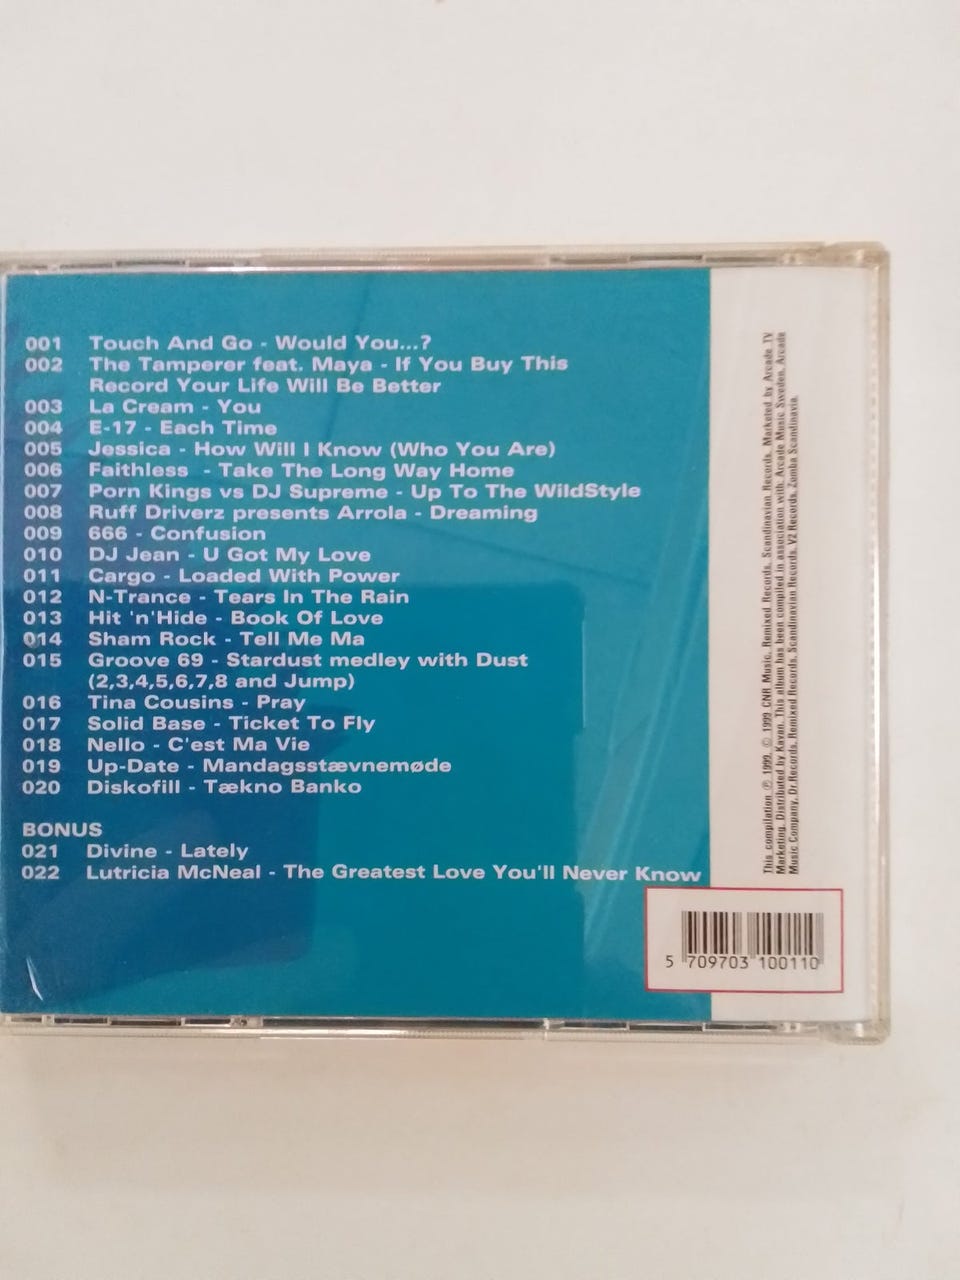 001 Touch And Go - Would You...?
002 The Tamperer feat. Maya - If You Buy This
Record Your Life Will Be Better
003 La Cream - You
004 E-17 - Each Time
005 Jessica - How Will I Know (Who You Are)
006 Faithless - Take The Long Way Home
007 Porn Kings vs DJ Supreme - Up To The WildStyle
008 Ruff Driverz presents Arrola - Dreaming
009 666 - Confusion
010 DJ Jean - U Got My Love
011 Cargo - Loaded With Power
012 N-Trance - Tears In The Rain
013 Hit 'n'Hide - Book Of Love
014 Sham Rock - Tell Me Ma
015 Groove 69 - Stardust medley with Dust
(2,3,4,5,6,7,8 and Jump)
016 Tina Cousins - Pray
017 Solid Base - Ticket To Fly
018 Nello - C'est Ma Vie
019 Up-Date - Mandagsstævnemøde
020 Diskofill - Tækno Banko
BONUS
021 Divine - Lately
022 Lutricia McNeal - The Greatest Love You'll Never Know
This compilation ℗ 1999, © 1999 CNR Music, Remixed Records, Scandinavian Records. Marketed by Arcade TV
Marketing. Distributed by Kavan. This album has been compiled in association with: Arcade Music Sweden, Arcade
Music Company, Dr.Records, Remixed Records, Scandinavian Records, V2 Records, Zomba Scandinavia.
5 709703 100110